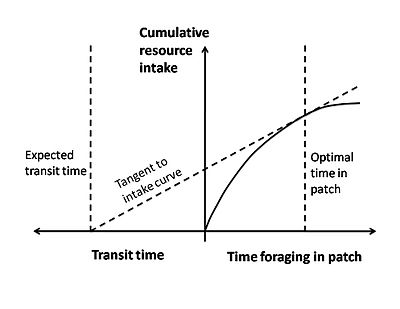 Cumulative
resource
intake
Expected
transit time
Tangent to
intake curve
Optimal
time in
patch
Transit time
Time foraging in patch